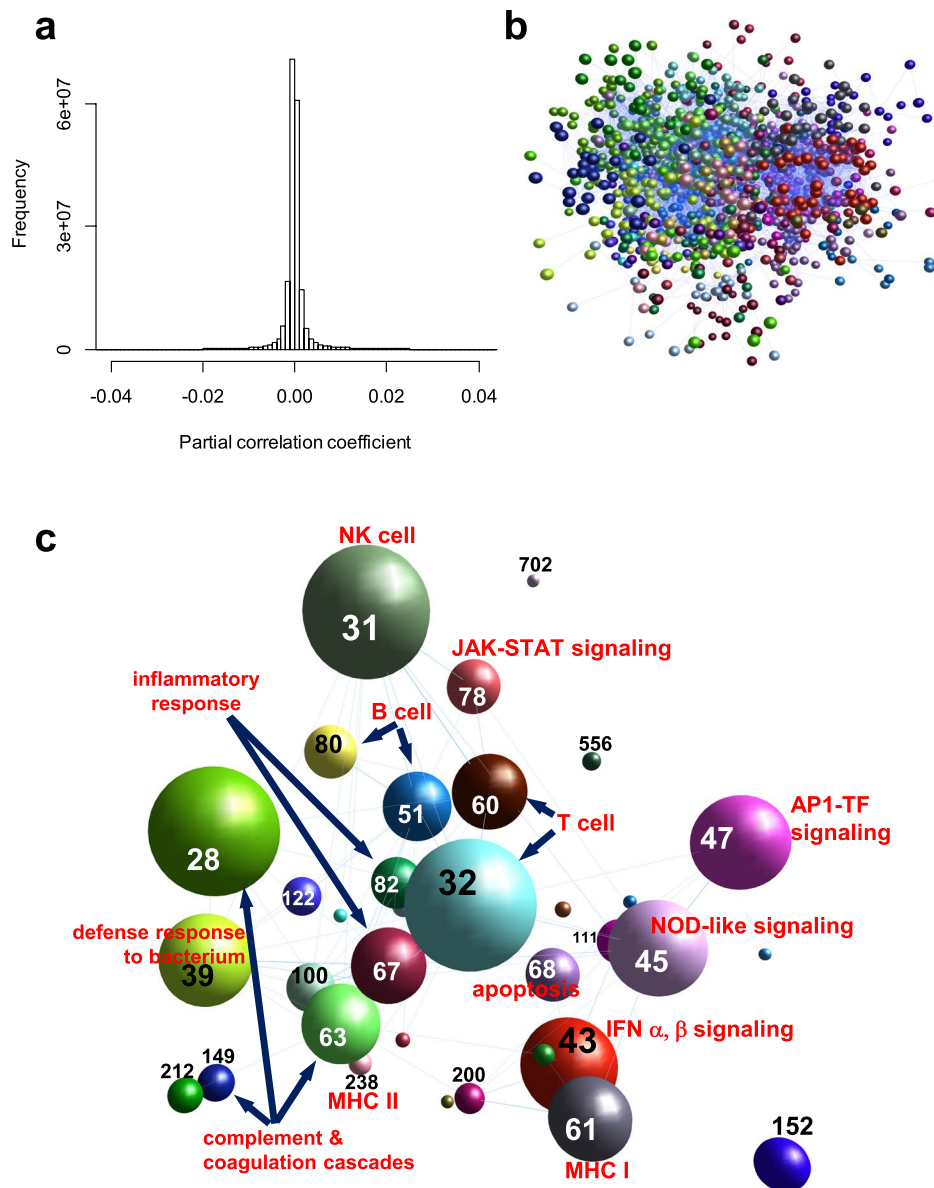 a
b
6e+07
3e+07
0
Frequency
-0.04 -0.02 0.00 0.02 0.04
Partial correlation coefficient
c
NK cell
702
31
JAK-STAT signaling
78
inflammatory
response
B cell
80
556
51
60
AP1-TF
signaling
47
T cell
28
32
82
122
defense response
to bacterium
39
NOD-like signaling
111
45
67
68
apoptosis
100
63
IFN α, β signaling
43
212
149
238
MHC II
200
61
MHC I
152
complement &
coagulation cascades